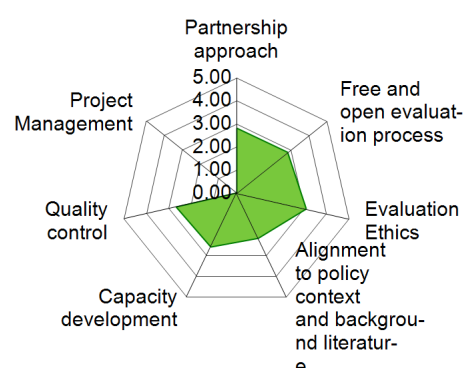 Partnership
approach
5.00
4.00
3.00
2.00
1.00
0.00
Free and
open evaluat-
ion process
Evaluation
Ethics
Alignment
to policy
context
and backgrou-
nd literatur-
e
Capacity
development
Quality
control
Project
Management